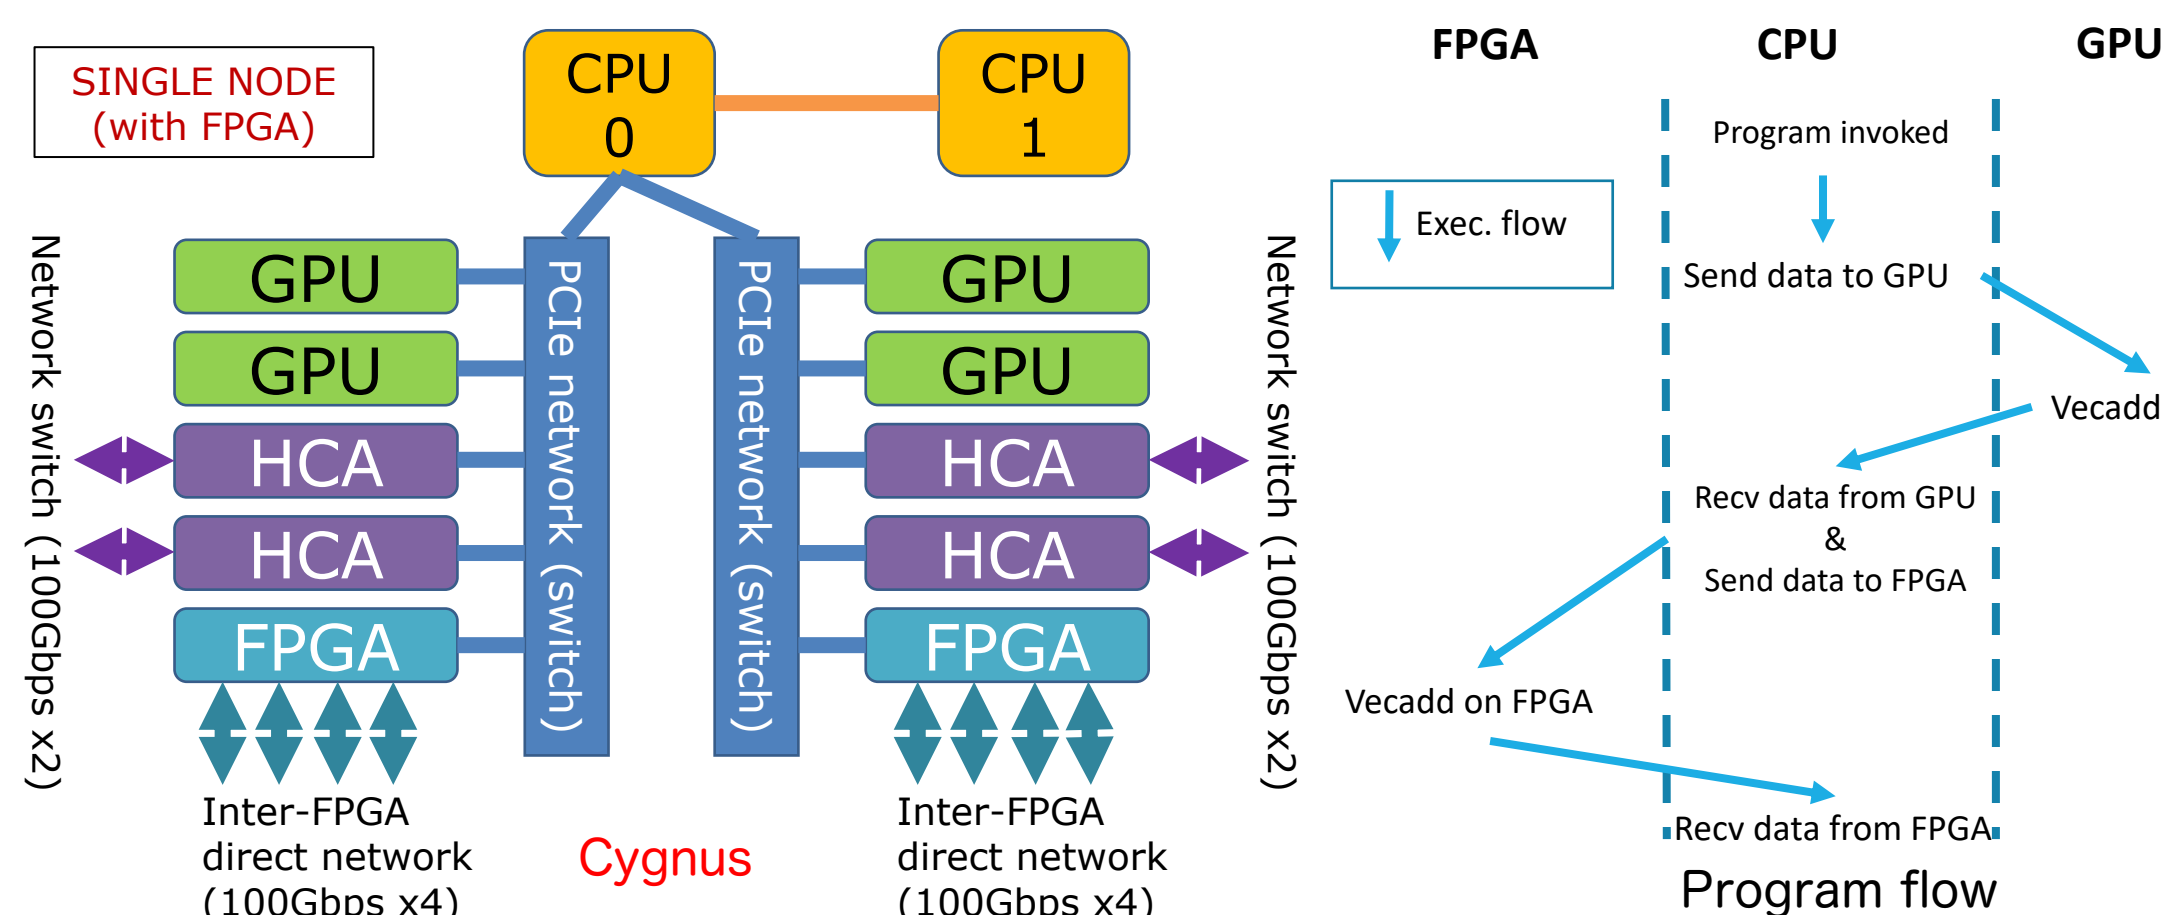 SINGLE NODE
(with FPGA)
CPU
0
CPU
1
Network switch (100Gbps x2)
GPU
GPU
HCA
HCA
FPGA
PCIe network (switch)
PCIe network (switch)
GPU
GPU
HCA
HCA
FPGA
Network switch (100Gbps x2)
Inter-FPGA
direct network
(100Gbps x4)
Cygnus
Inter-FPGA
direct network
(100Gbps x4)
FPGA
CPU
GPU
Exec. flow
Program invoked
Send data to GPU
Vecadd
Recv data from GPU
&
Send data to FPGA
Vecadd on FPGA
Recv data from FPGA
Program flow